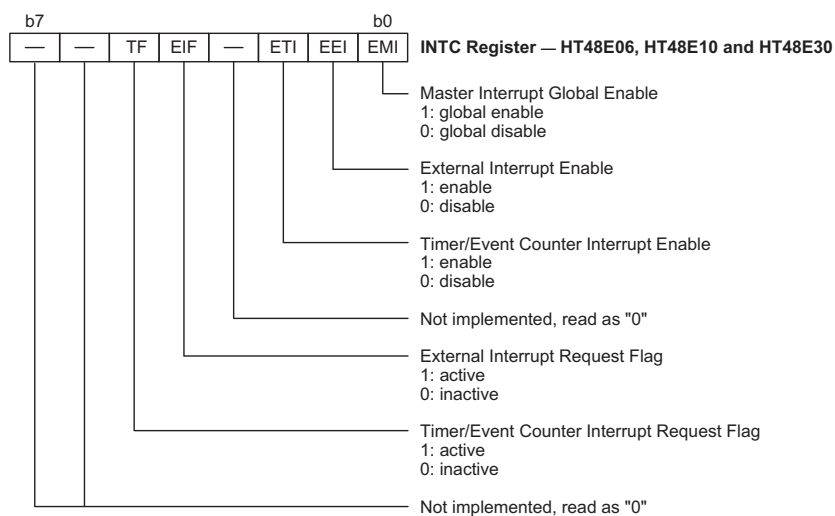 b7 b0
— — TF EIF — ETI EEI EMI INTC Register — HT48E06, HT48E10 and HT48E30
Master Interrupt Global Enable
1: global enable
0: global disable
External Interrupt Enable
1: enable
0: disable
Timer/Event Counter Interrupt Enable
1: enable
0: disable
Not implemented, read as "0"
External Interrupt Request Flag
1: active
0: inactive
Timer/Event Counter Interrupt Request Flag
1: active
0: inactive
Not implemented, read as "0"